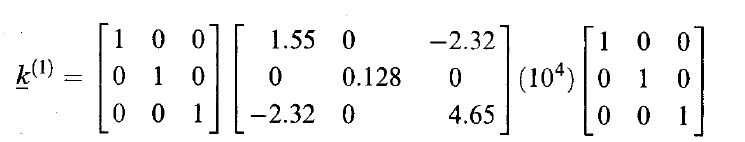 k^(1) = [1 0 0; 0 1 0; 0 0 1] [1.55 0 −2.32; 0 0.128 0; −2.32 0 4.65] (10^4) [1 0 0; 0 1 0; 0 0 1]